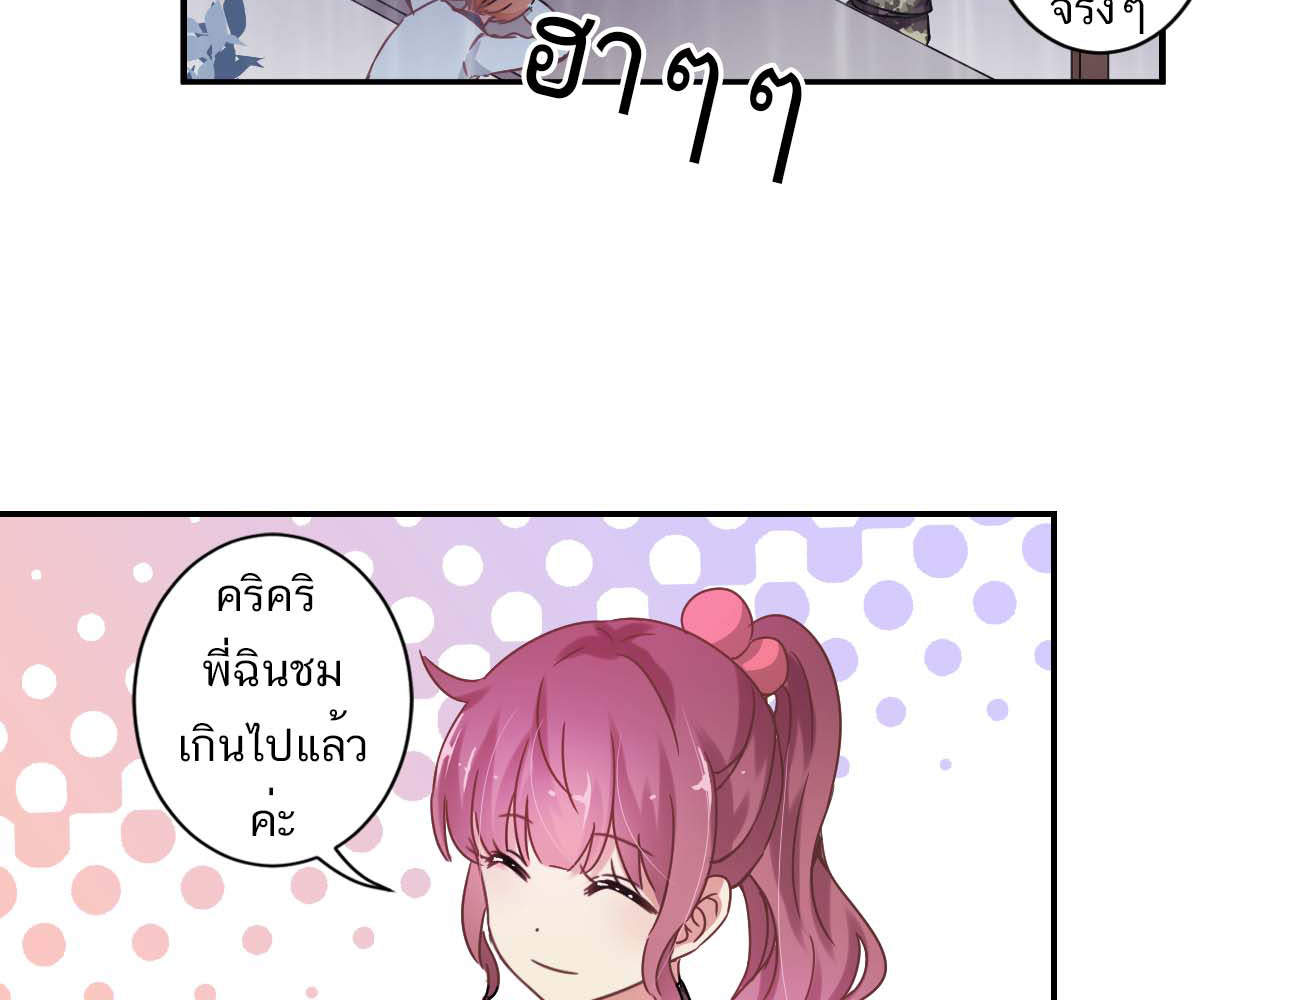 จริงๆ
ฮาๆๆ
คริคริ
พี่ฉินชม
เกินไปแล้ว
ค่ะ